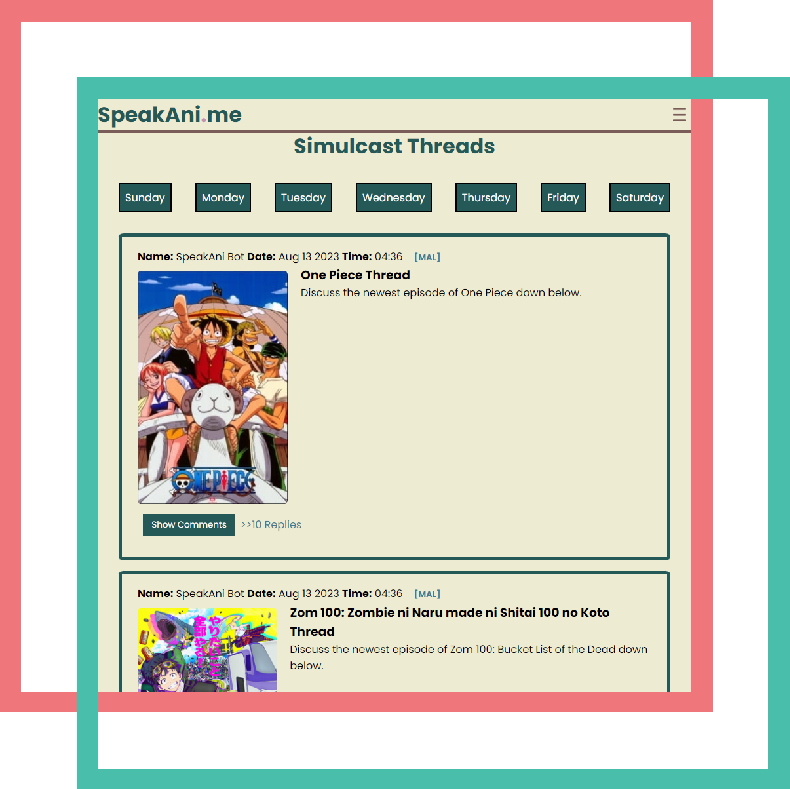 SpeakAni.me
☰
Simulcast Threads
Sunday Monday Tuesday Wednesday Thursday Friday Saturday
Name: SpeakAni Bot Date: Aug 13 2023 Time: 04:36 [MAL]
One Piece Thread
Discuss the newest episode of One Piece down below.
ONE PIECE
Show Comments >>10 Replies
Name: SpeakAni Bot Date: Aug 13 2023 Time: 04:36 [MAL]
Zom 100: Zombie ni Naru made ni Shitai 100 no Koto
Thread
Discuss the newest episode of Zom 100: Bucket List of the Dead down
below.